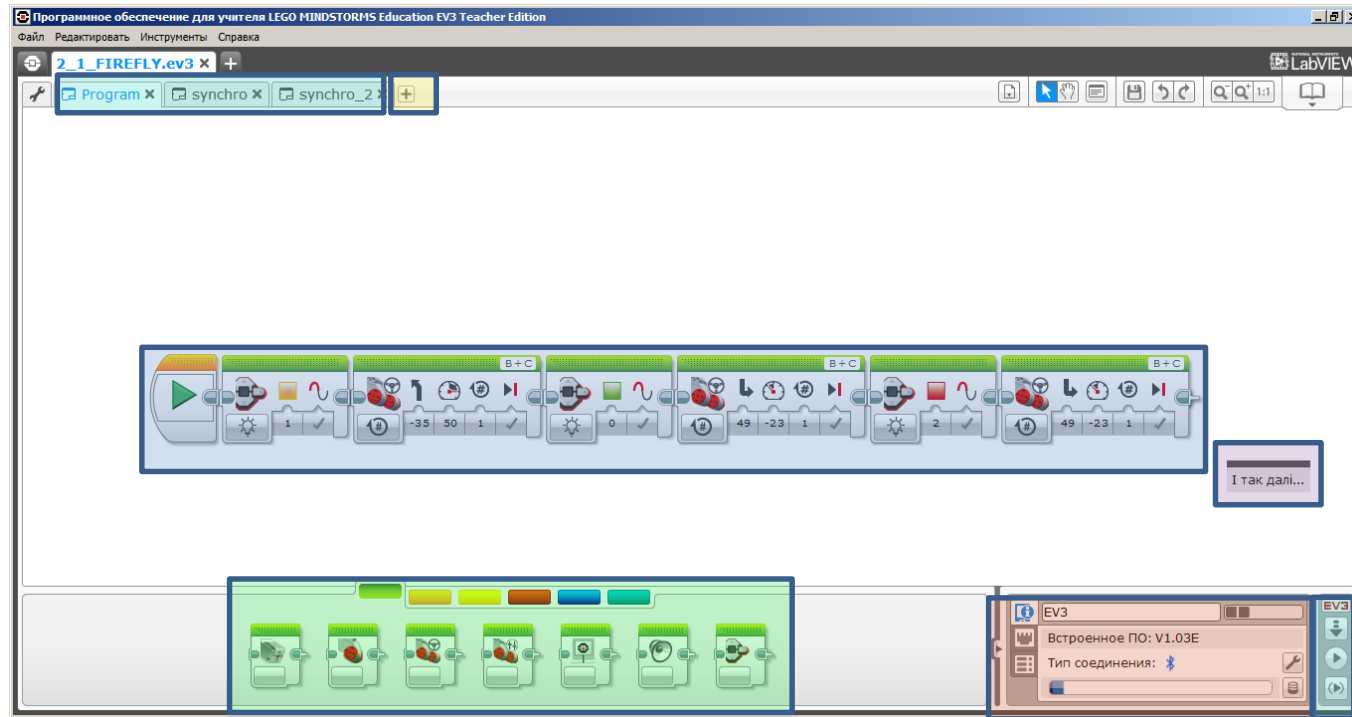 Программное обеспечение для учителя LEGO MINDSTORMS Education EV3 Teacher Edition
Файл Редактировать Инструменты Справка
2_1_FIREFLY.ev3 × +
LabVIEW
Program × synchro × synchro_2 × +
1:1
B+C B+C B+C
# # #
1 # -35 50 1 0 # 49 -23 1 2 # 49 -23 1
І так далі...
EV3
EV3
Встроенное ПО: V1.03E
Тип соединения: